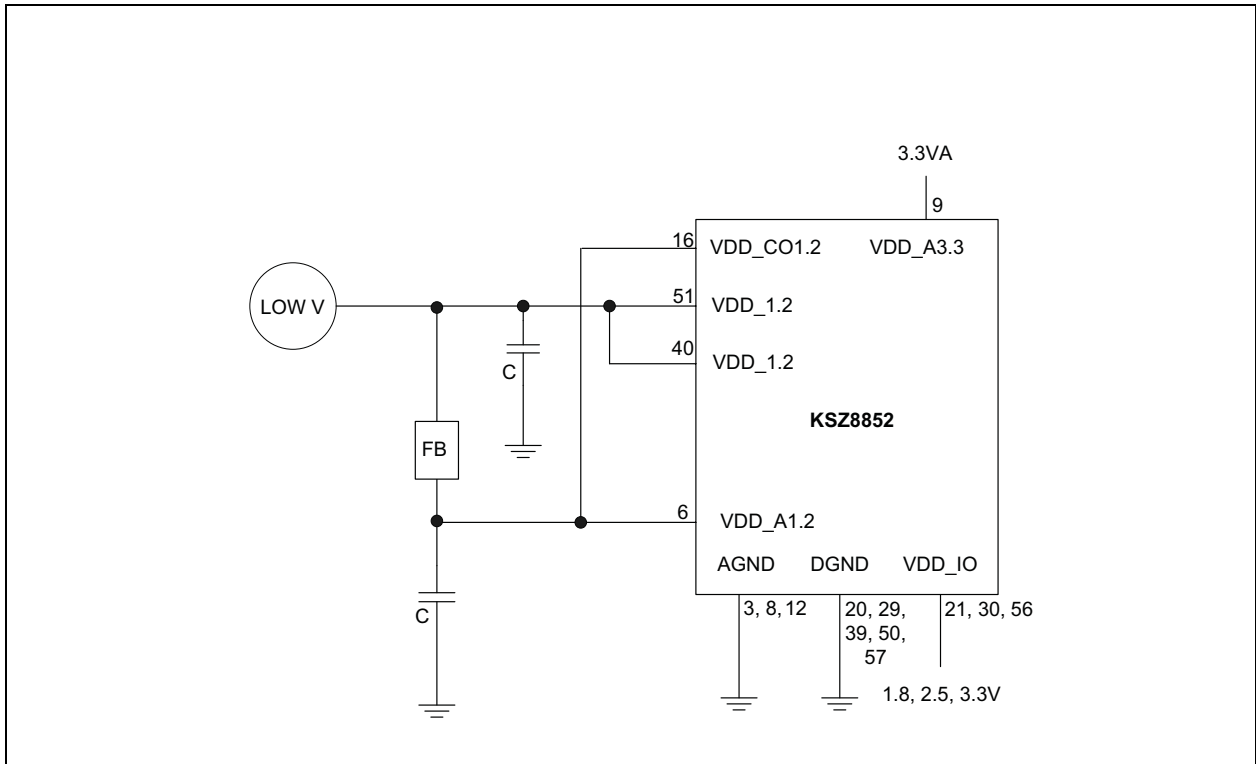 3.3VA
9
16 VDD_CO1.2 VDD_A3.3
LOW V
51 VDD_1.2
40 VDD_1.2
C
KSZ8852
FB
6 VDD_A1.2
AGND DGND VDD_IO
C
3, 8, 12
20, 29,
39, 50,
57
21, 30, 56
1.8, 2.5, 3.3V